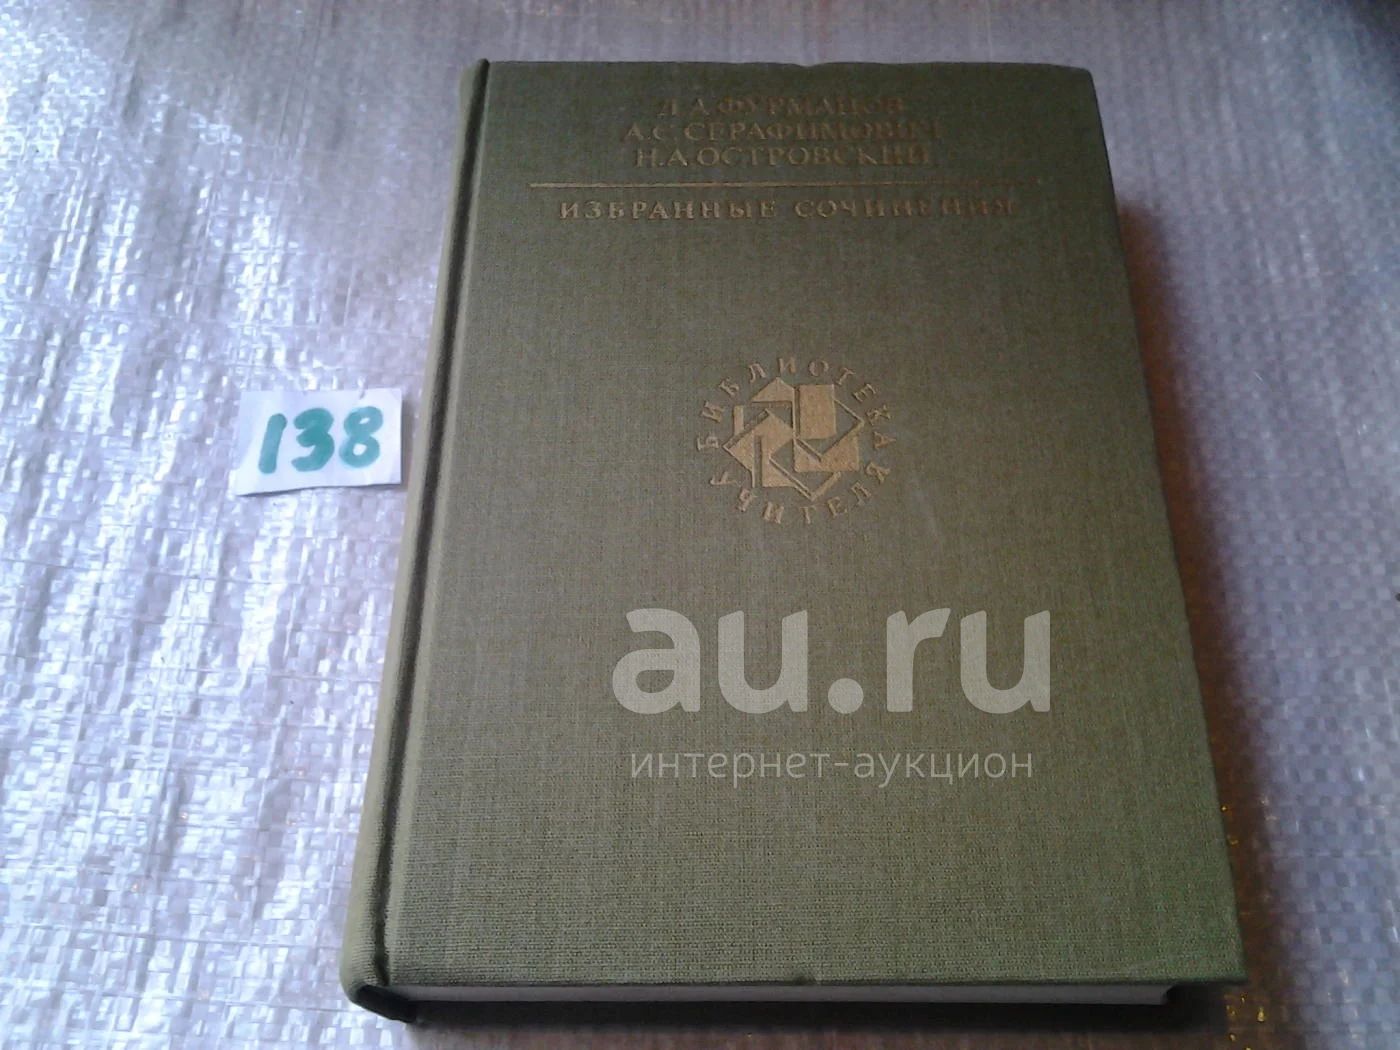 Д.А.ФУРМАНОВ
А.С.СЕРАФИМОВИЧ
Н.А.ОСТРОВСКИЙ
ИЗБРАННЫЕ СОЧИНЕНИЯ
БИБЛИОТЕКА
УЧИТЕЛЯ
138
au.ru
интернет-аукцион